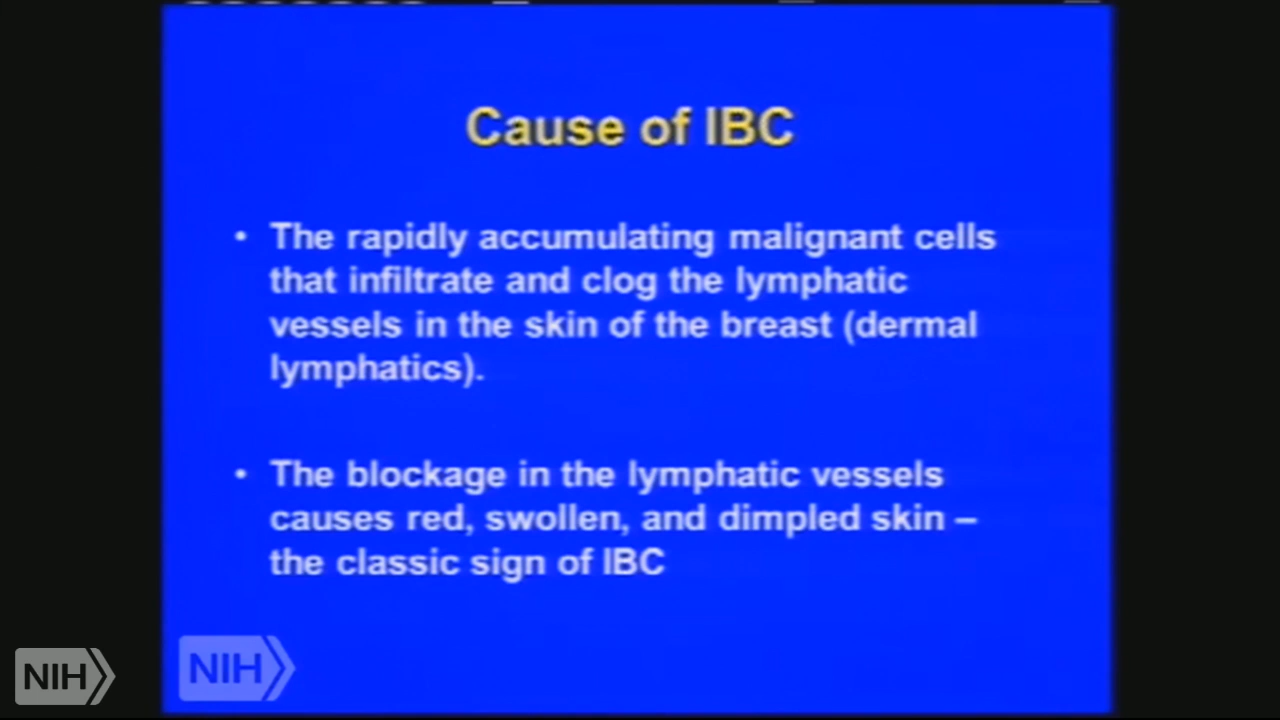 Cause of IBC
• The rapidly accumulating malignant cells
that infiltrate and clog the lymphatic
vessels in the skin of the breast (dermal
lymphatics).
• The blockage in the lymphatic vessels
causes red, swollen, and dimpled skin –
the classic sign of IBC
NIH
NIH